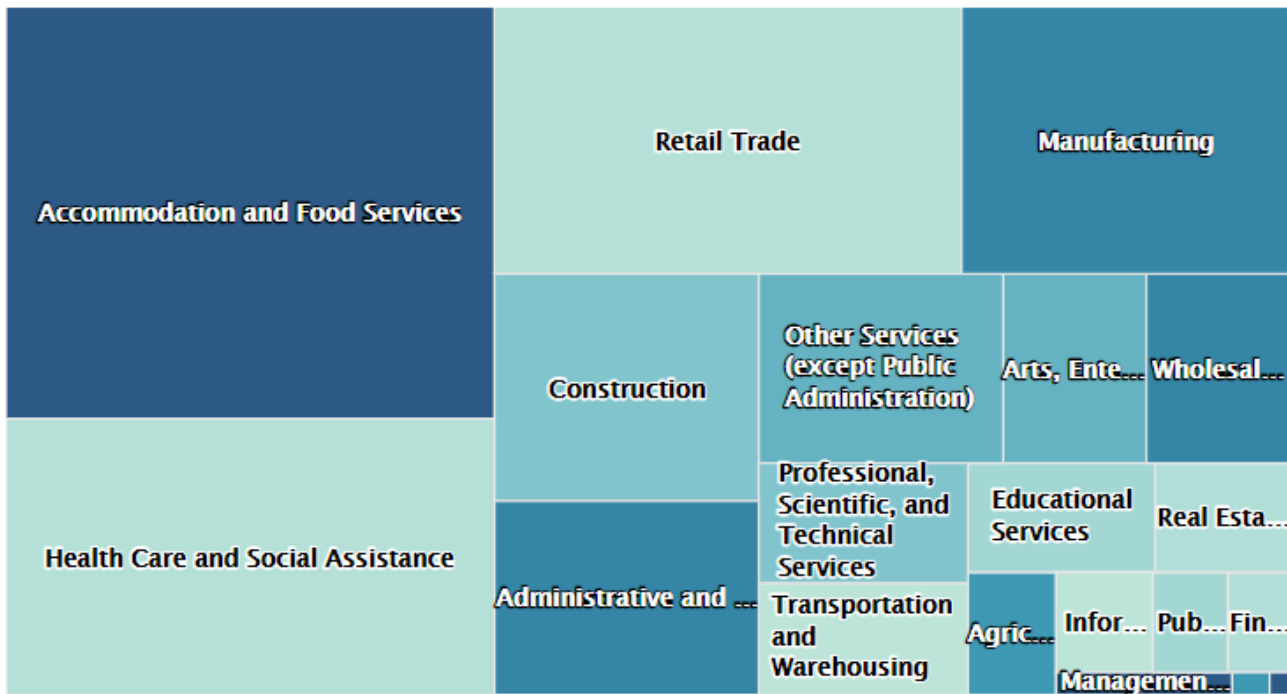 Accommodation and Food Services
Health Care and Social Assistance
Retail Trade
Manufacturing
Construction
Administrative and ...
Other Services
(except Public
Administration)
Arts, Ente...
Wholesal...
Professional,
Scientific, and
Technical
Services
Transportation
and
Warehousing
Educational
Services
Real Esta...
Agric...
Infor...
Pub...
Fin...
Managemen...